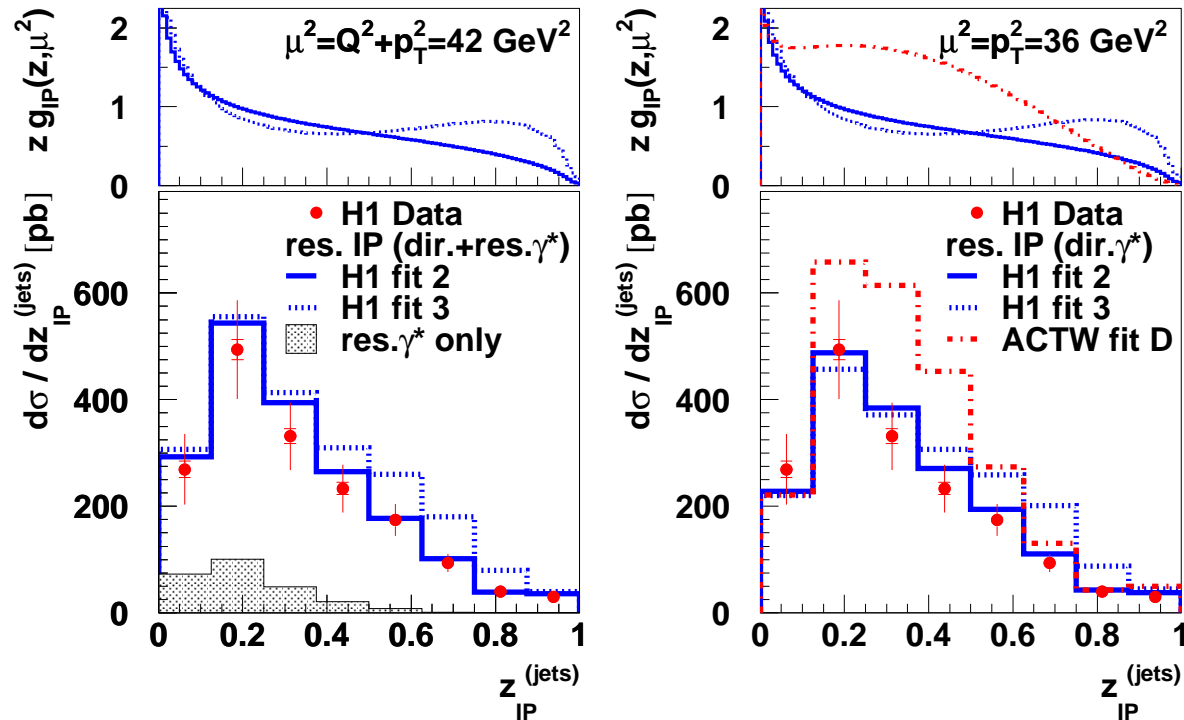 μ²=Q²+p_T²=42 GeV²
z g_IP(z,μ²)
2
1
0
H1 Data
res. IP (dir.+res.γ*)
H1 fit 2
H1 fit 3
res.γ* only
dσ / dz_IP^(jets) [pb]
600
400
200
0
0 0.2 0.4 0.6 0.8 1
z_IP^(jets)
μ²=p_T²=36 GeV²
z g_IP(z,μ²)
2
1
0
H1 Data
res. IP (dir.γ*)
H1 fit 2
H1 fit 3
ACTW fit D
dσ / dz_IP^(jets) [pb]
600
400
200
0
0 0.2 0.4 0.6 0.8 1
z_IP^(jets)